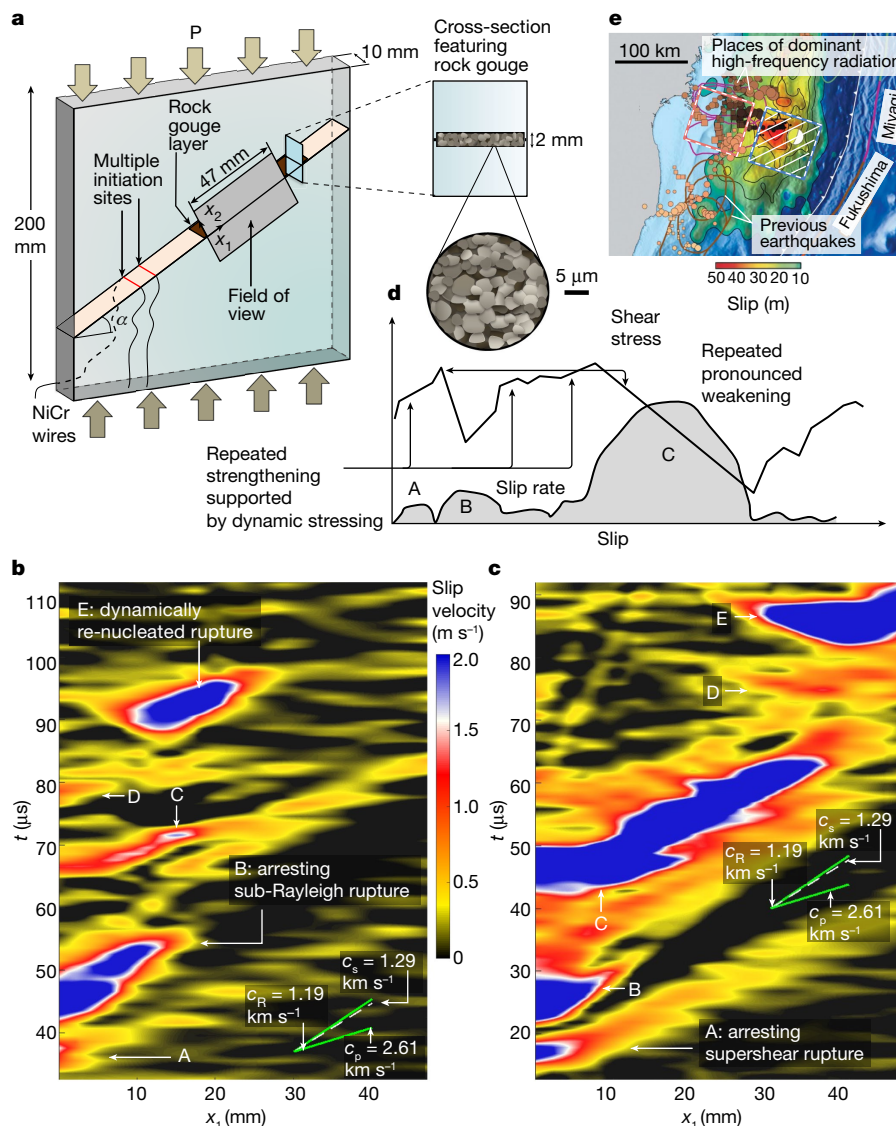 a
P
10 mm
Rock
gouge
layer
47 mm
Multiple
initiation
sites
x2
x1
200
mm
Field of
view
α
NiCr
wires
Cross-section
featuring
rock gouge
2 mm
5 μm
e
100 km
Places of dominant
high-frequency radiation
Miyagi
Fukushima
Previous
earthquakes
50 40 30 20 10
Slip (m)
d
Shear
stress
Repeated
pronounced
weakening
Repeated
strengthening
supported
by dynamic stressing
A
B
Slip rate
C
Slip
b
E: dynamically
re-nucleated rupture
D
C
B: arresting
sub-Rayleigh rupture
cs = 1.29
km s−1
cR = 1.19
km s−1
cp = 2.61
km s−1
A
110
100
90
80
70
60
50
40
t (μs)
10 20 30 40
x1 (mm)
Slip
velocity
(m s−1)
2.0
1.5
1.0
0.5
0
c
E
D
cs = 1.29
km s−1
cR = 1.19
km s−1
cp = 2.61
km s−1
C
B
A: arresting
supershear rupture
90
80
70
60
50
40
30
20
t (μs)
10 20 30 40
x1 (mm)